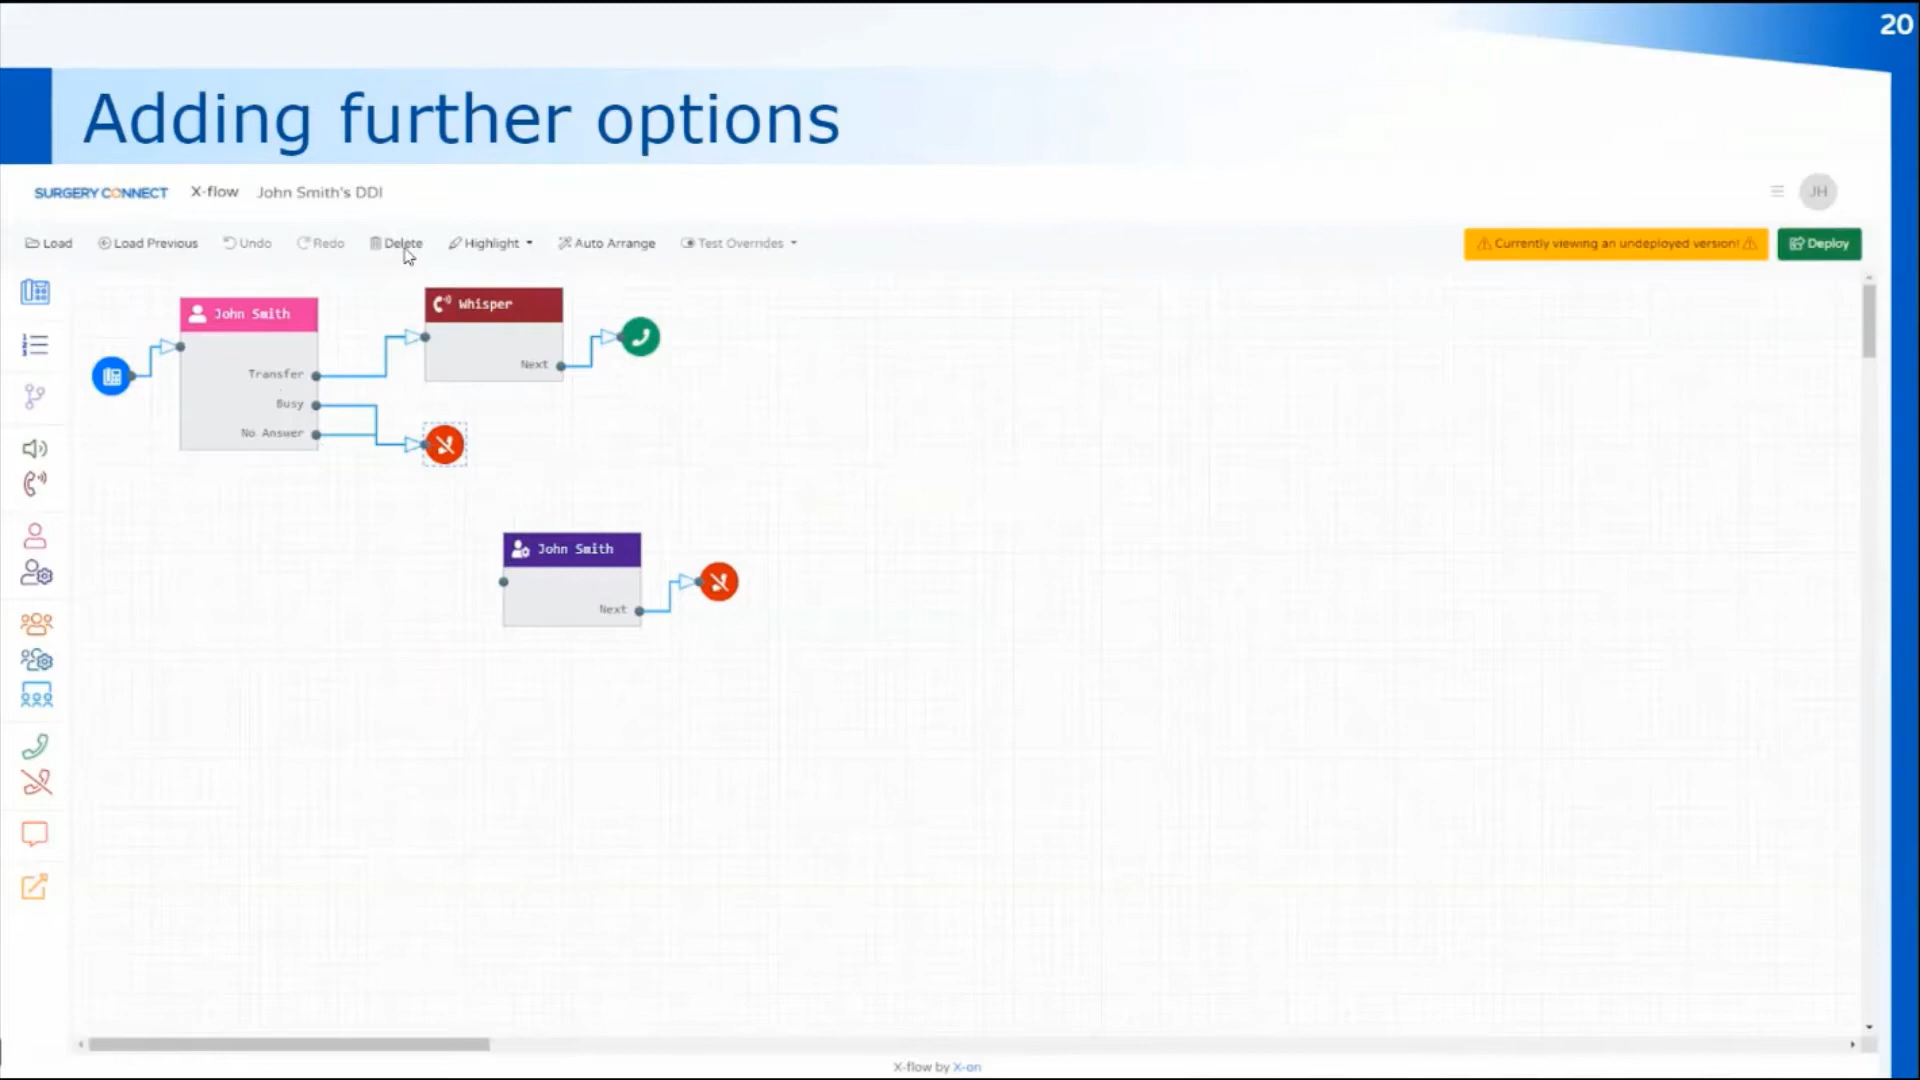 20
Adding further options
SURGERY CONNECT X-flow John Smith's DDI JH
Load Load Previous Undo Redo Delete Highlight Auto Arrange Test Overrides Currently viewing an undeployed version! Deploy
John Smith
Transfer
Busy
No Answer
Whisper
Next
John Smith
Next
X-flow by X-on